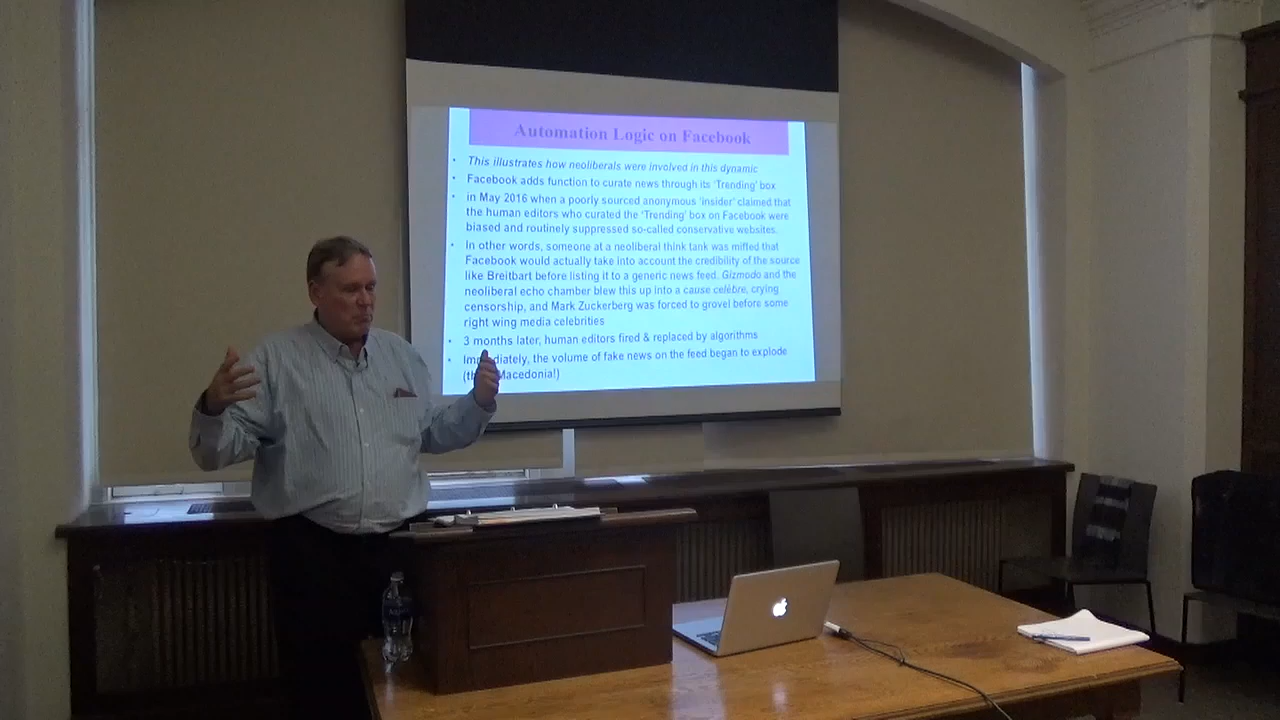 Automation Logic on Facebook
• This illustrates how neoliberals were involved in this dynamic
• Facebook adds function to curate news through its 'Trending' box
• in May 2016 when a poorly sourced anonymous 'insider' claimed that
the human editors who curated the 'Trending' box on Facebook were
biased and routinely suppressed so-called conservative websites.
• In other words, someone at a neoliberal think tank was miffed that
Facebook would actually take into account the credibility of the source
like Breitbart before listing it to a generic news feed. Gizmodo and the
neoliberal echo chamber blew this up into a cause celèbre, crying
censorship, and Mark Zuckerberg was forced to grovel before some
right wing media celebrities
• 3 months later, human editors fired & replaced by algorithms
• the volume of fake news on the feed began to explode
Macedonia!)